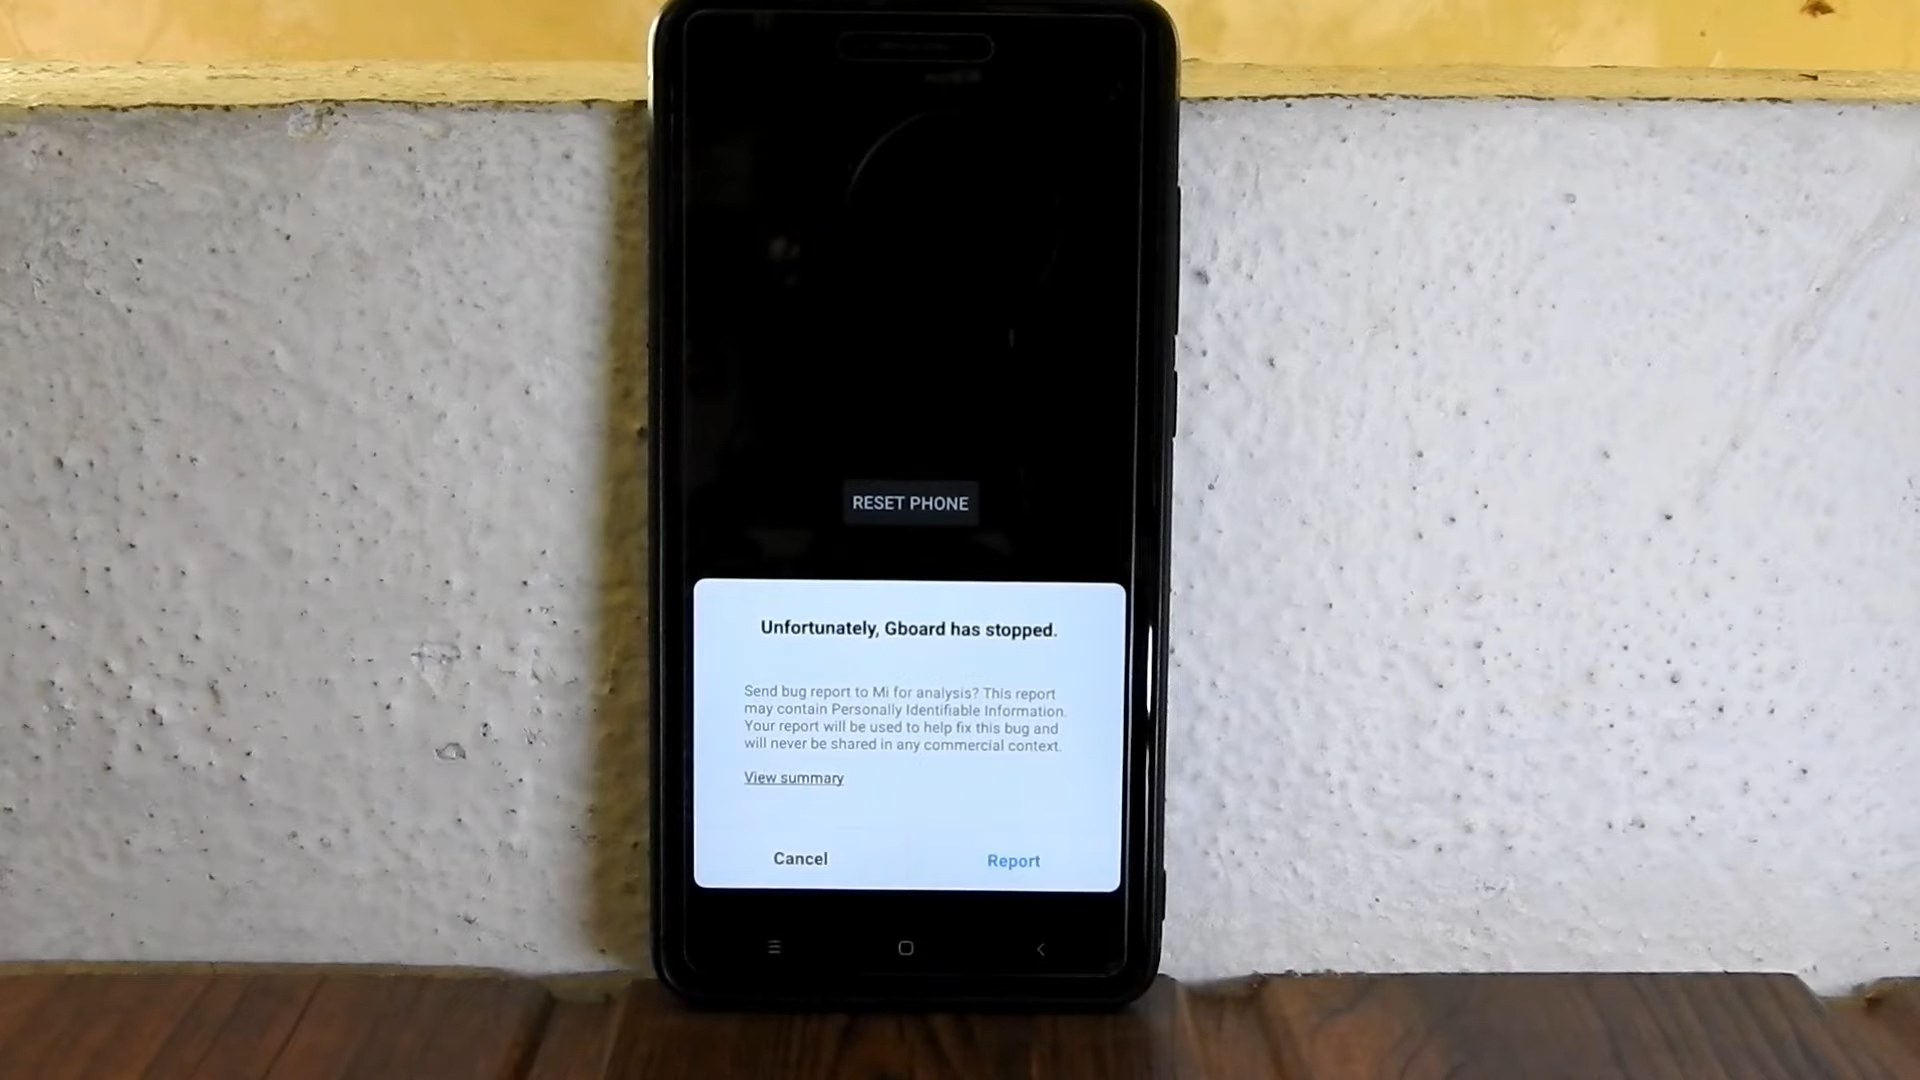 RESET PHONE
Unfortunately, Gboard has stopped.
Send bug report to Mi for analysis? This report
may contain Personally Identifiable Information.
Your report will be used to help fix this bug and
will never be shared in any commercial context.
View summary
Cancel
Report